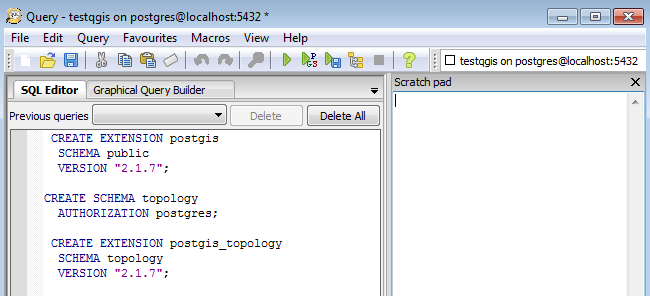 Query - testqgis on postgres@localhost:5432 *
File Edit Query Favourites Macros View Help
testqgis on postgres@localhost:5432
SQL Editor Graphical Query Builder
Scratch pad
Previous queries Delete Delete All
CREATE EXTENSION postgis
SCHEMA public
VERSION "2.1.7";
CREATE SCHEMA topology
AUTHORIZATION postgres;
CREATE EXTENSION postgis_topology
SCHEMA topology
VERSION "2.1.7";